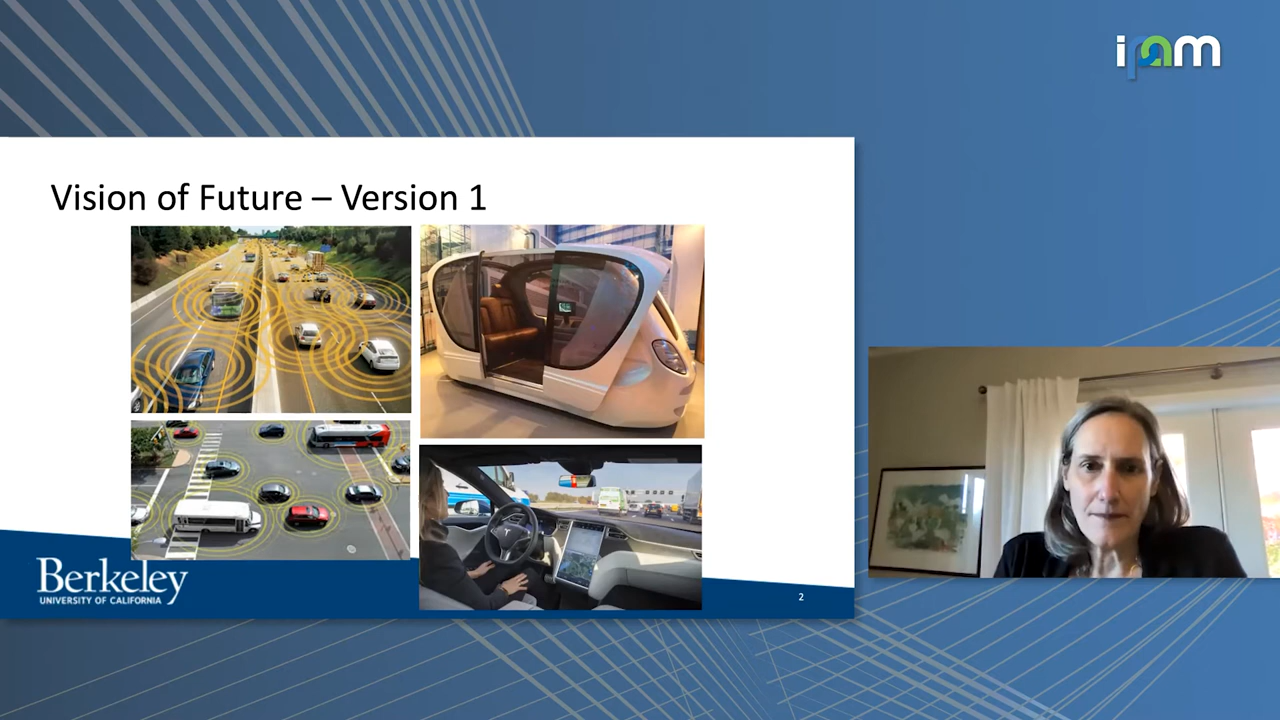 ipam
Vision of Future – Version 1
Berkeley
UNIVERSITY OF CALIFORNIA
2